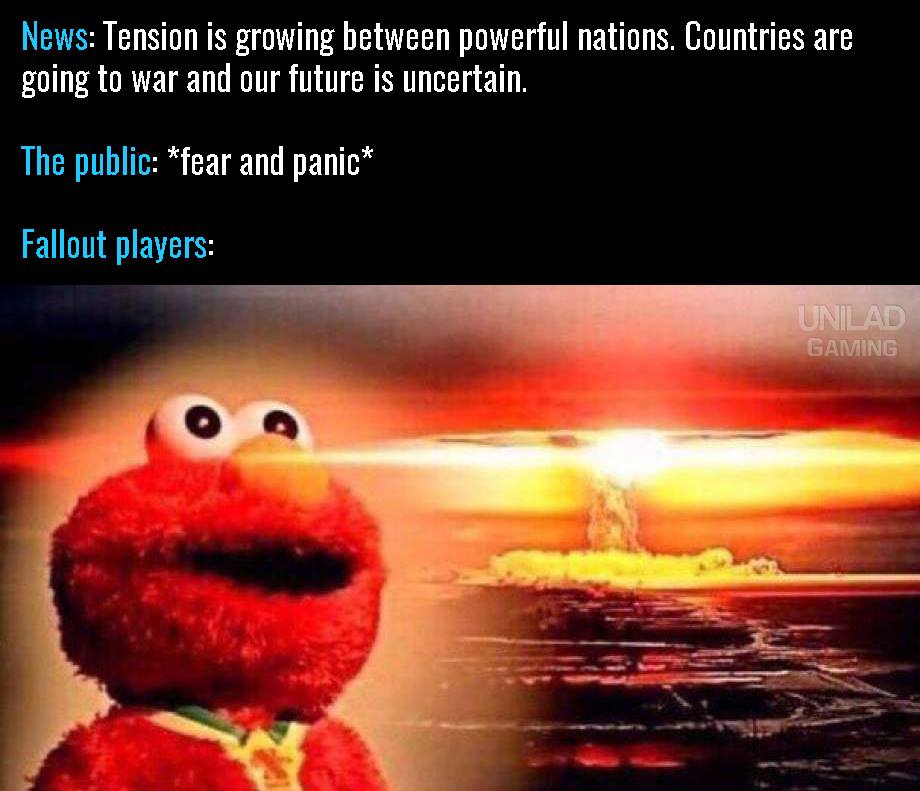 News: Tension is growing between powerful nations. Countries are
going to war and our future is uncertain.
The public: *fear and panic*
Fallout players:
UNILAD
GAMING